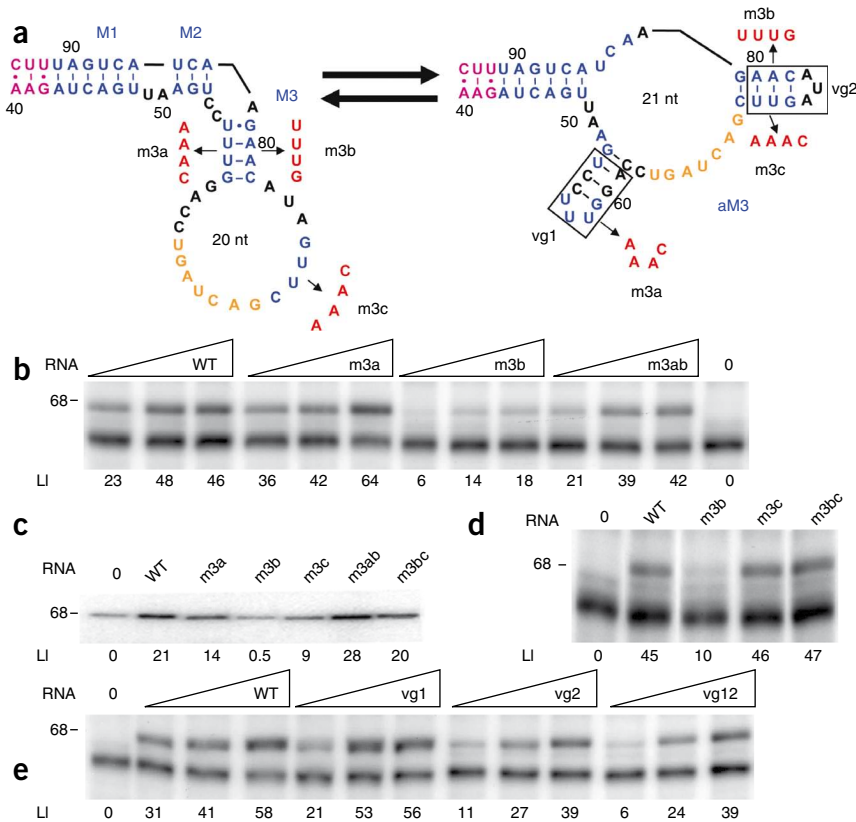 a
M1
M2
90
CUUUAGUCA
UCA
AAGAUCAGU
UA
AGU
40
50
M3
m3a
AAAC
m3b
UUUG
80
20 nt
m3c
CAAA
90
CUUUAGUCAUCAA
AAGAUCAGU
40
50
21 nt
m3b
UUUG
80
GAACA
U
CUUGA
vg2
AAAC
m3c
aM3
60
vg1
AAAC
m3a
b
RNA
WT
m3a
m3b
m3ab
0
68
LI
23 48 46 36 42 64 6 14 18 21 39 42 0
c
RNA
0 WT m3a m3b m3c m3ab m3bc
68
LI
0 21 14 0.5 9 28 20
d
RNA
0 WT m3b m3c m3bc
68
LI
0 45 10 46 47
e
RNA
0
WT
vg1
vg2
vg12
68
LI
0 31 41 58 21 53 56 11 27 39 6 24 39